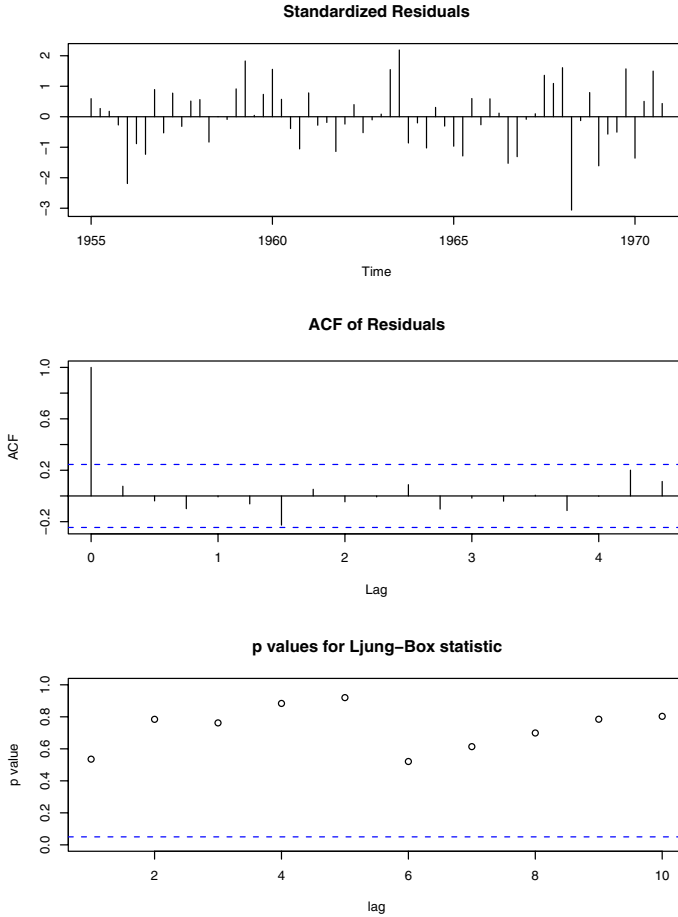 Standardized Residuals
2
1
0
−1
−2
−3
1955 1960 1965 1970
Time
ACF of Residuals
1.0
0.6
0.2
−0.2
ACF
0 1 2 3 4
Lag
p values for Ljung−Box statistic
1.0
0.8
0.6
0.4
0.2
0.0
p value
2 4 6 8 10
lag